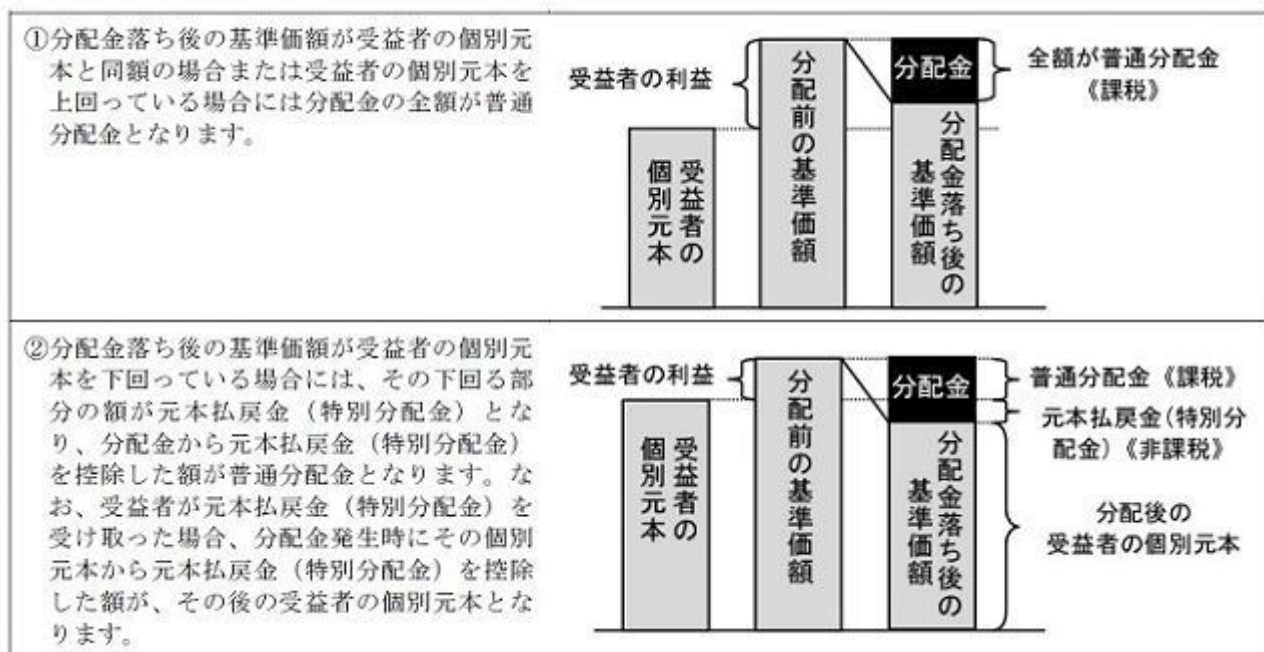 ①分配金落ち後の基準価額が受益者の個別元
本と同額の場合または受益者の個別元本を
上回っている場合には分配金の全額が普通
分配金となります。
受益者の利益
受益者の
個別元本
分配前の基準価額
分配金
分配金落ち後の
基準価額
全額が普通分配金
《課税》
②分配金落ち後の基準価額が受益者の個別元
本を下回っている場合には、その下回る部
分の額が元本払戻金（特別分配金）とな
り、分配金から元本払戻金（特別分配金）
を控除した額が普通分配金となります。な
お、受益者が元本払戻金（特別分配金）を
受け取った場合、分配金発生時にその個別
元本から元本払戻金（特別分配金）を控除
した額が、その後の受益者の個別元本とな
ります。
受益者の利益
受益者の
個別元本
分配前の基準価額
分配金
分配金落ち後の
基準価額
普通分配金《課税》
元本払戻金（特別分
配金）《非課税》
分配後の
受益者の個別元本